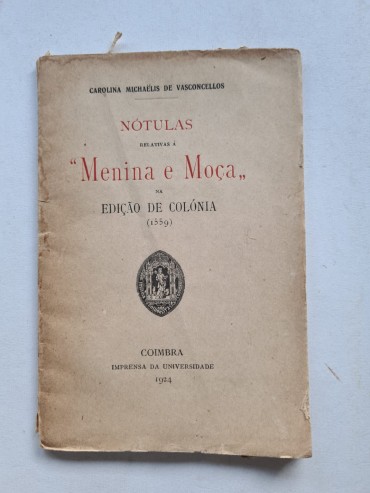 CAROLINA MICHAËLIS DE VASCONCELLOS
NÓTULAS
RELATIVAS Á
"Menina e Moça„
NA
EDIÇÃO DE COLÓNIA
(1559)
COIMBRA
IMPRENSA DA UNIVERSIDADE
1924